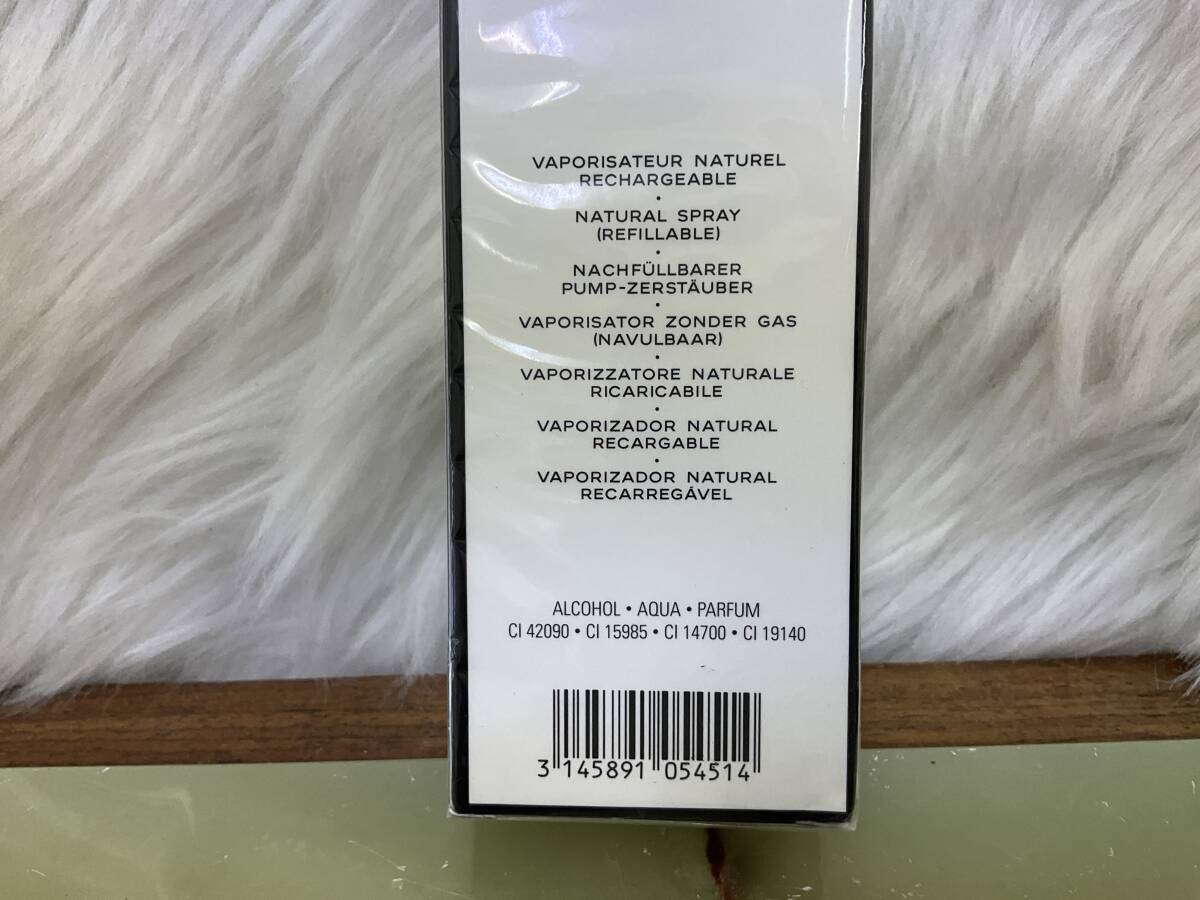 VAPORISATEUR NATUREL
RECHARGEABLE
•
NATURAL SPRAY
(REFILLABLE)
•
NACHFÜLLBARER
PUMP-ZERSTÄUBER
•
VAPORISATOR ZONDER GAS
(NAVULBAAR)
•
VAPORIZZATORE NATURALE
RICARICABILE
•
VAPORIZADOR NATURAL
RECARGABLE
•
VAPORIZADOR NATURAL
RECARREGÁVEL
ALCOHOL • AQUA • PARFUM
CI 42090 • CI 15985 • CI 14700 • CI 19140
3 145891 054514